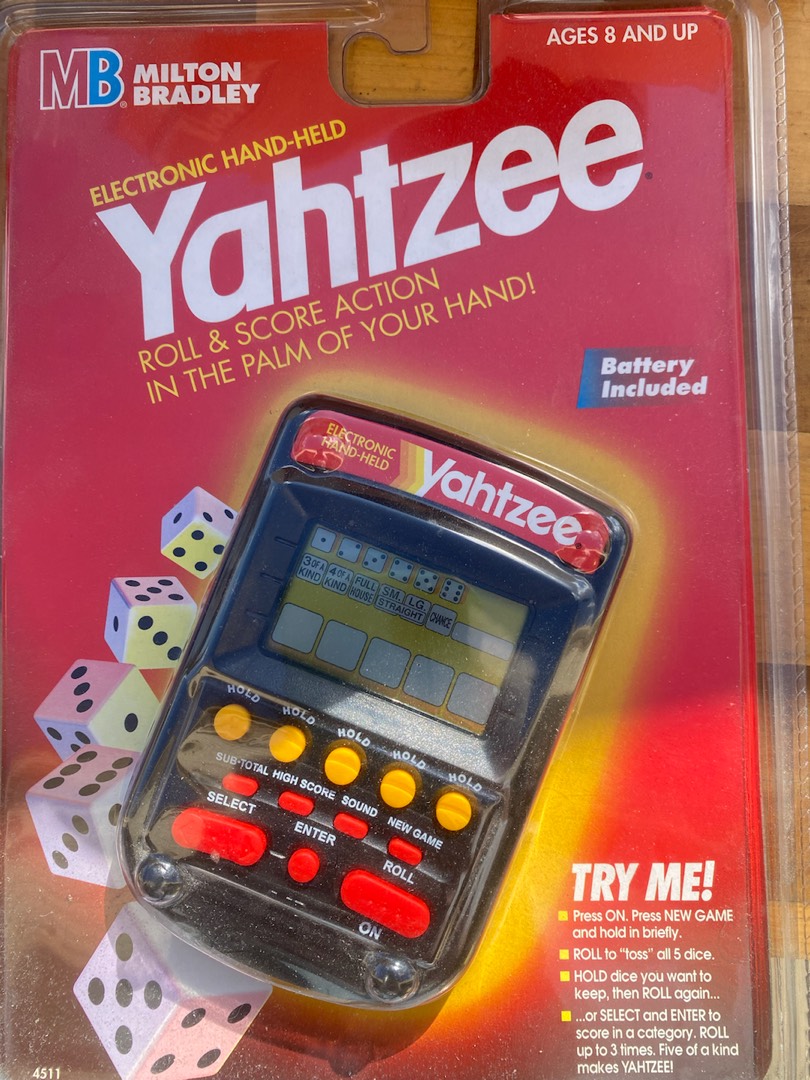 MB MILTON
BRADLEY
AGES 8 AND UP
ELECTRONIC HAND-HELD
Yahtzee
ROLL & SCORE ACTION
IN THE PALM OF YOUR HAND!
Battery
Included
ELECTRONIC
HAND-HELD
Yahtzee
3 OF A KIND
4 OF A KIND
FULL HOUSE
SM. LG.
STRAIGHT
CHANCE
HOLD HOLD HOLD HOLD HOLD
SUB-TOTAL HIGH SCORE SOUND NEW GAME
SELECT ENTER ROLL
ON
TRY ME!
Press ON. Press NEW GAME
and hold in briefly.
ROLL to “toss” all 5 dice.
HOLD dice you want to
keep, then ROLL again...
...or SELECT and ENTER to
score in a category. ROLL
up to 3 times. Five of a kind
makes YAHTZEE!
4511